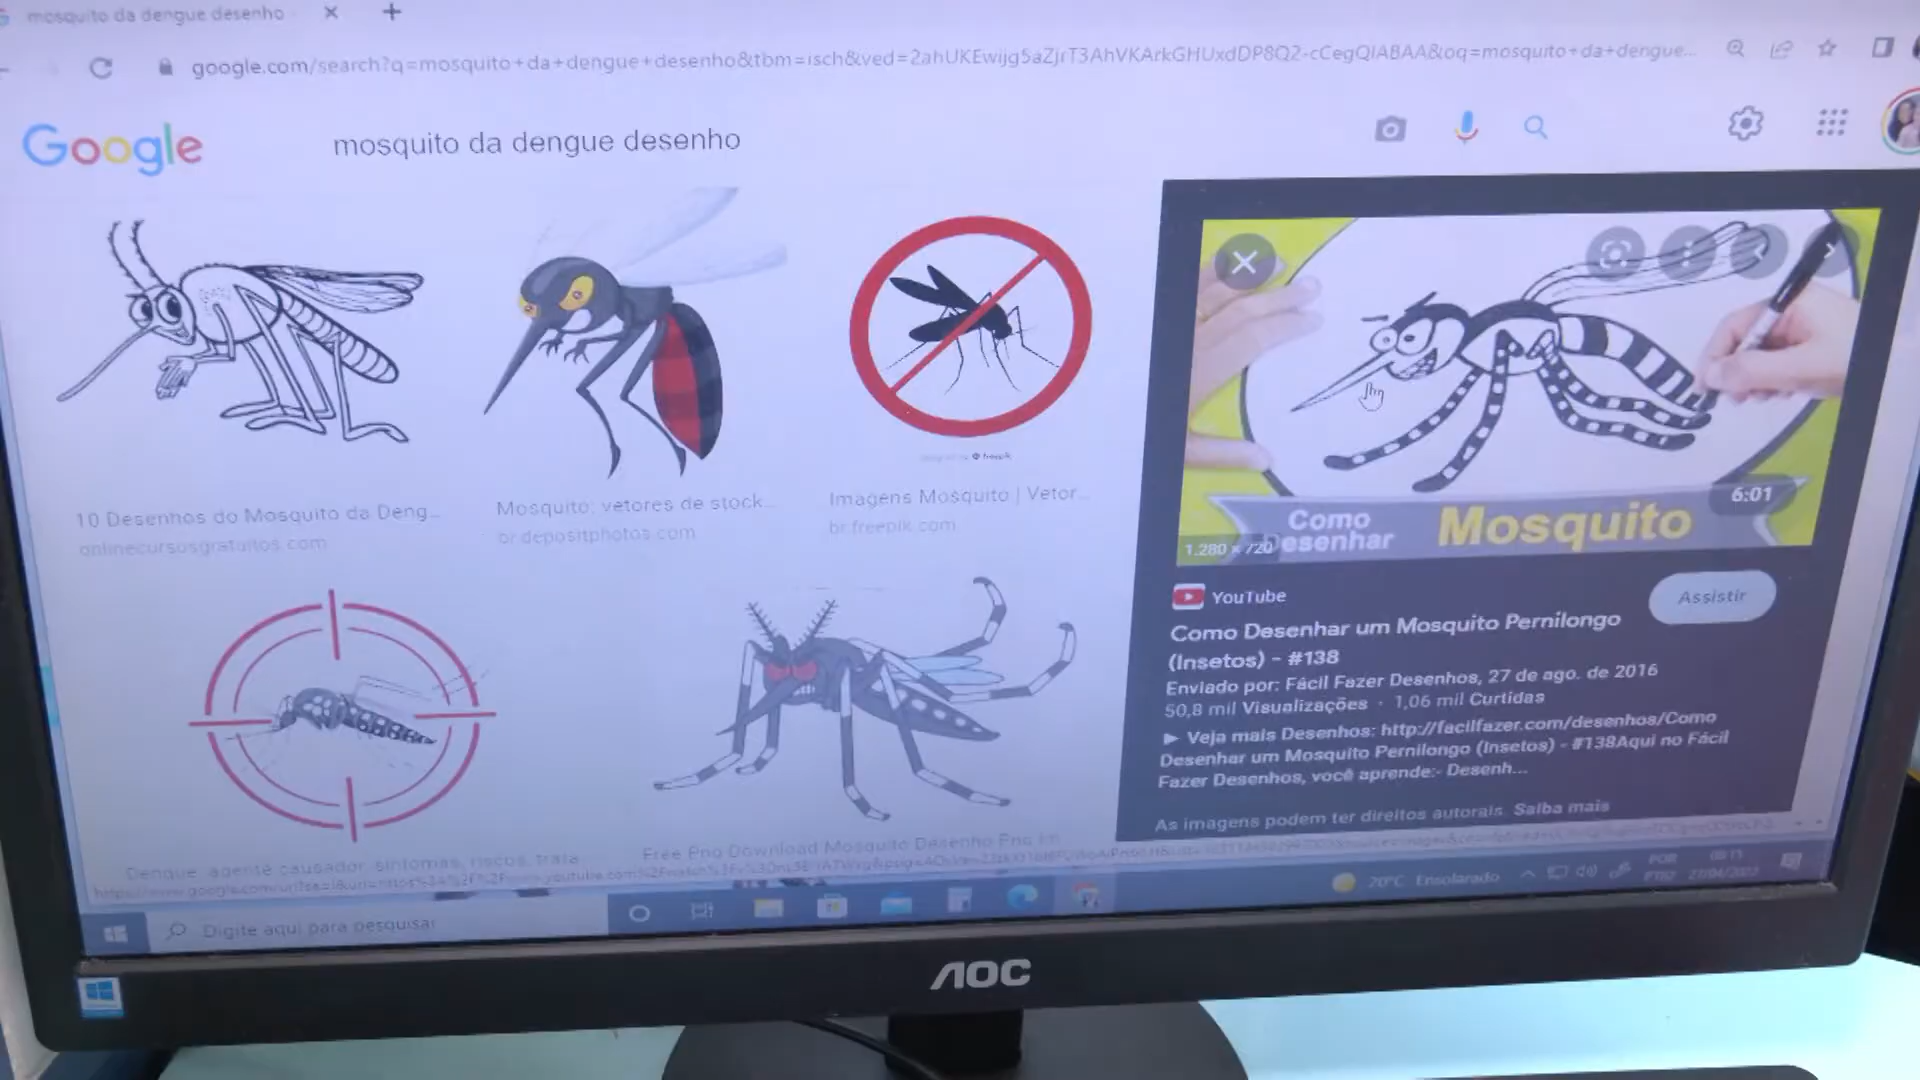 mosquito da dengue desenho
google.com/search?q=mosquito+da+dengue+desenho&tbm=isch&ved=2ahUKEwijg5aZjrT3AhVKArkGHUxdDP8Q2-cCegQIABAA&oq=mosquito+da+dengue...
Google
mosquito da dengue desenho
10 Desenhos do Mosquito da Deng...
onlinecursosgratuitos.com
Mosquito: vetores de stock...
br.depositphotos.com
freepik
Imagens Mosquito | Vetor...
br.freepik.com
6:01
Como
Desenhar
Mosquito
1.280 × 720
YouTube
Assistir
Como Desenhar um Mosquito Pernilongo
(Insetos) - #138
Enviado por: Fácil Fazer Desenhos, 27 de ago. de 2016
50,8 mil Visualizações · 1,06 mil Curtidas
► Veja mais Desenhos: http://facilfazer.com/desenhos/Como
Desenhar um Mosquito Pernilongo (Insetos) - #138Aqui no Fácil
Fazer Desenhos, você aprende:- Desenh...
As imagens podem ter direitos autorais. Saiba mais
Dengue: agente causador, sintomas, riscos, trata
Free Png Download Mosquito Desenho Png
Digite aqui para pesquisar
20°C Ensolarado
POR
AOC